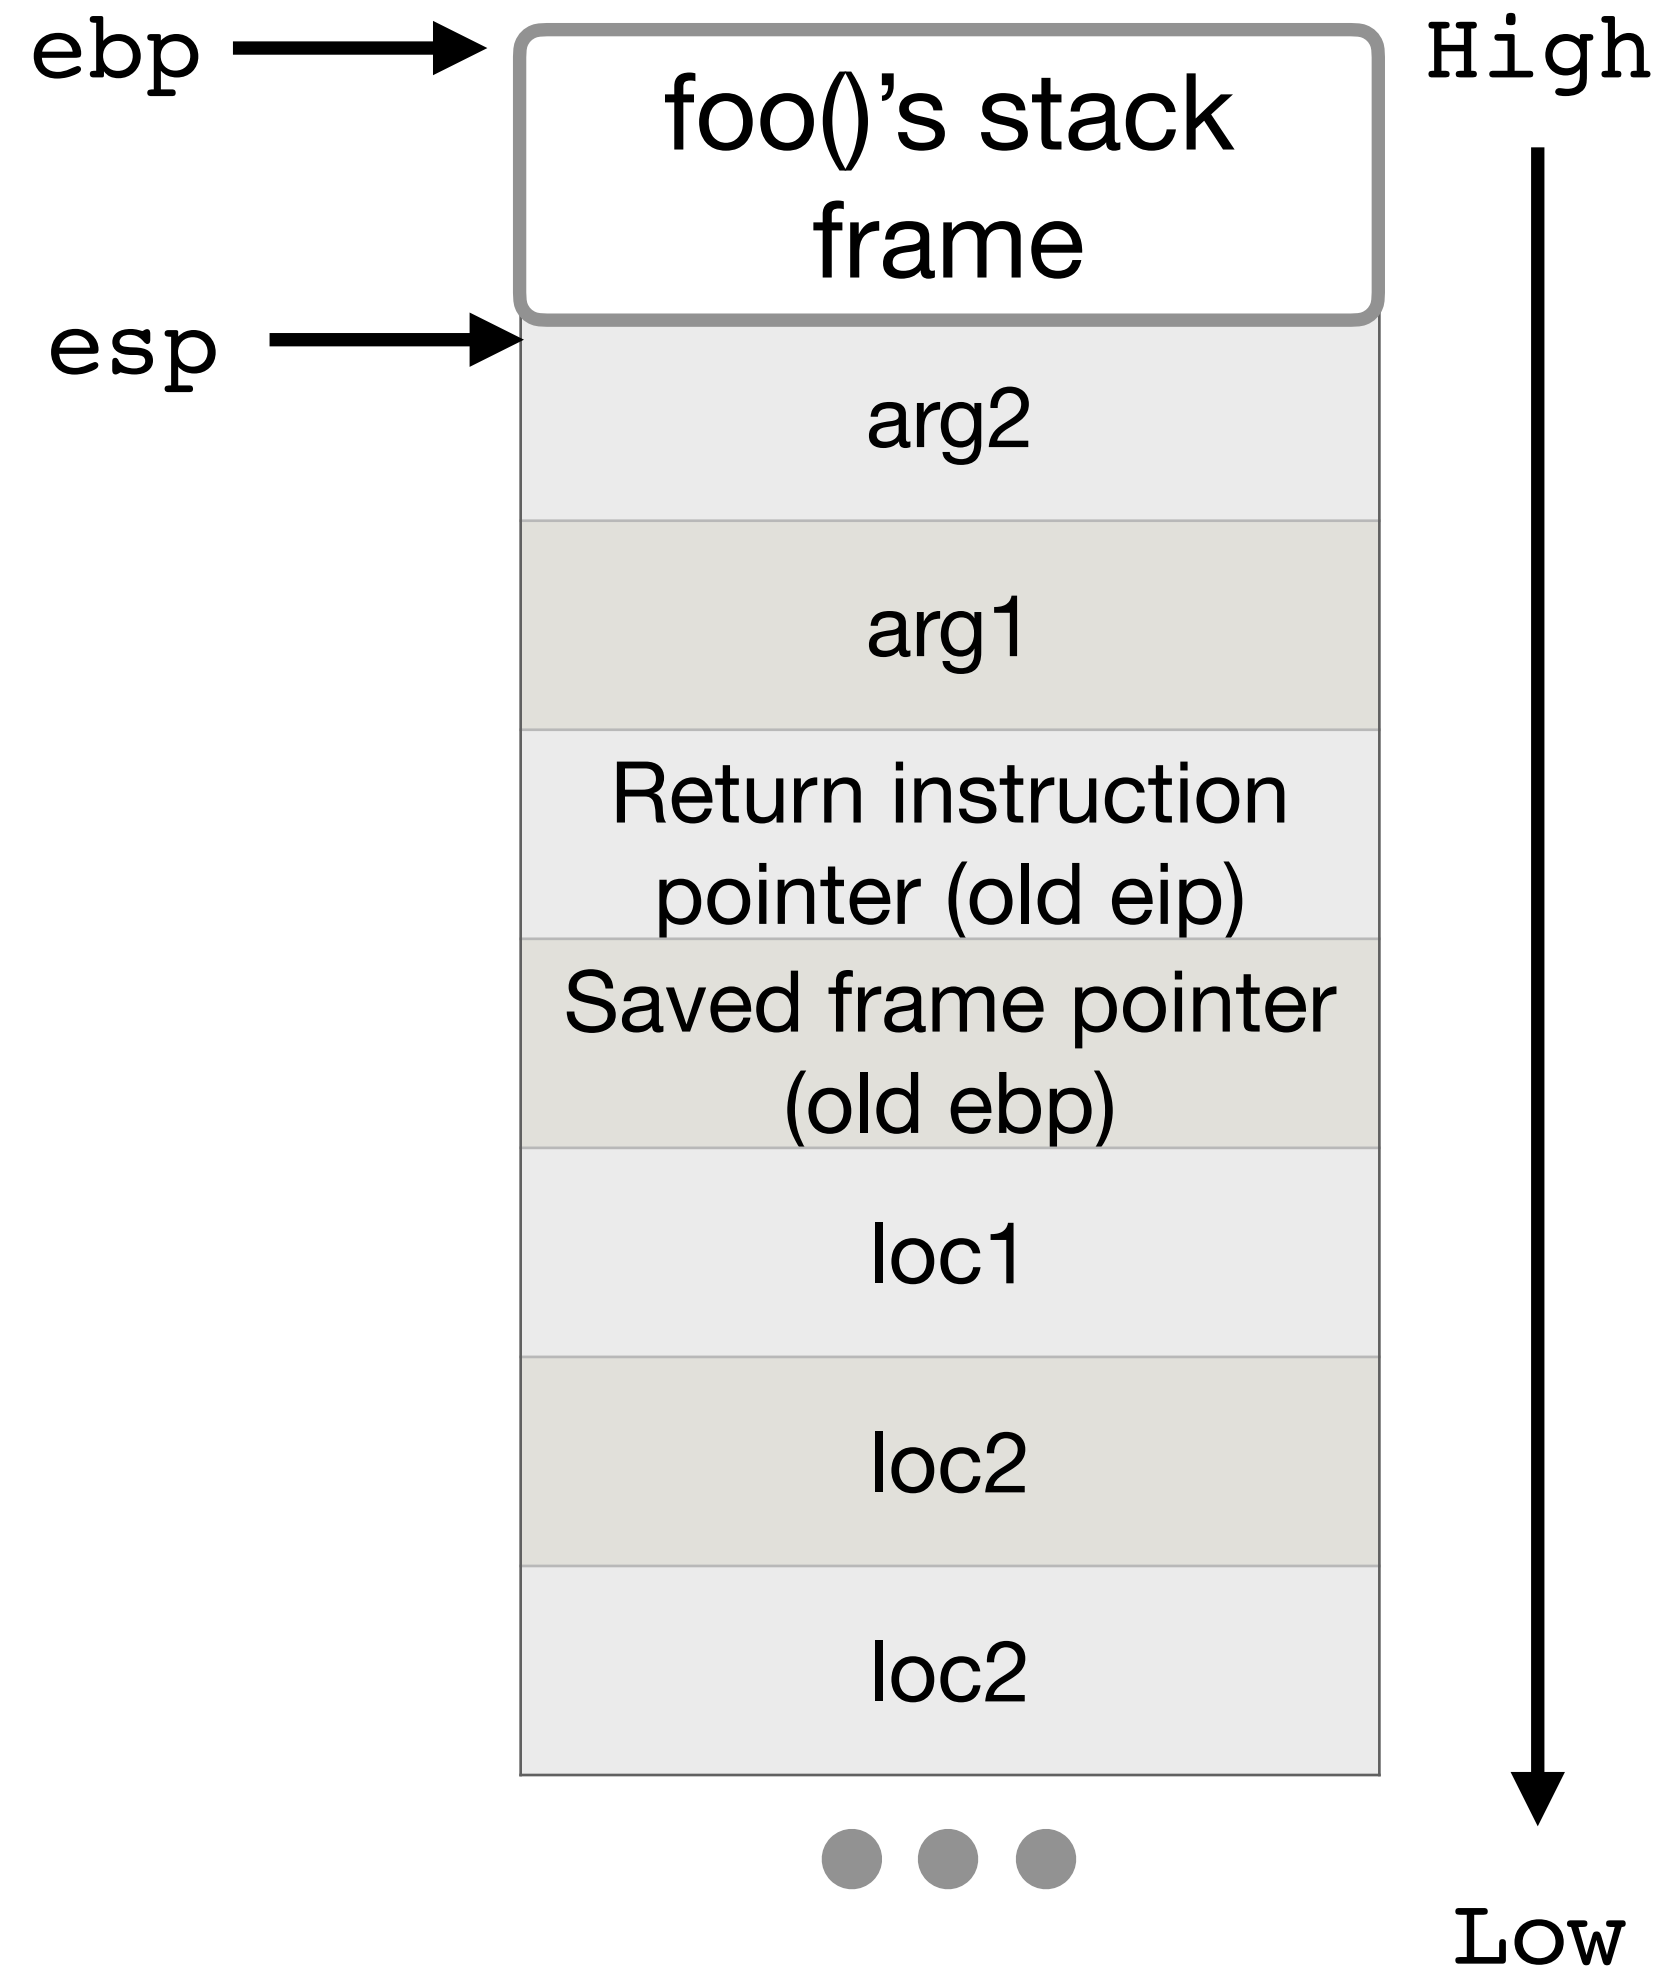 ebp
High
foo()’s stack
frame
esp
arg2
arg1
Return instruction
pointer (old eip)
Saved frame pointer
(old ebp)
loc1
loc2
loc2
Low